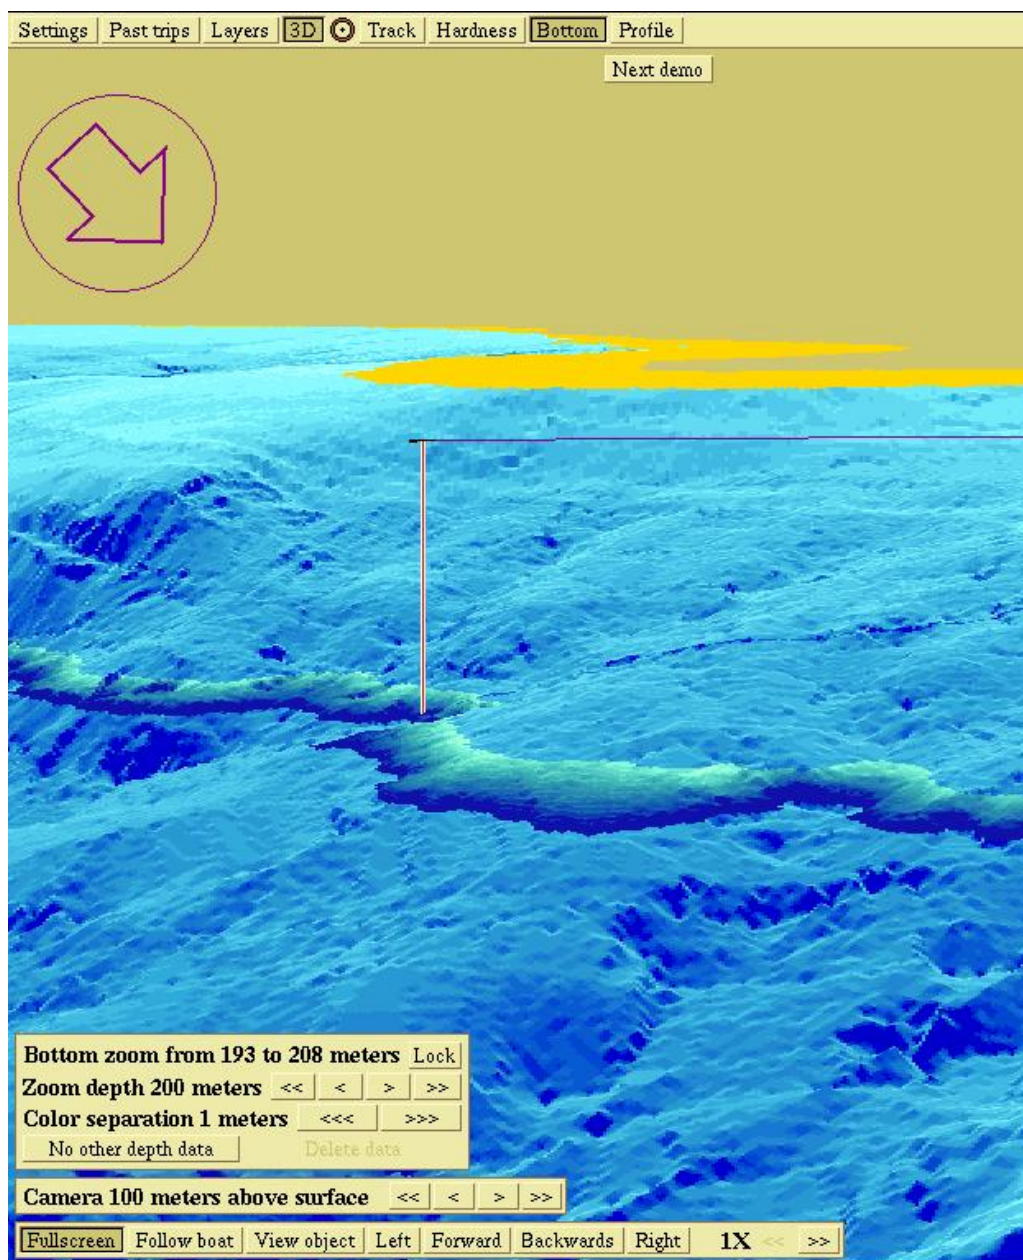 Settings Past trips Layers 3D Track Hardness Bottom Profile
Next demo
Bottom zoom from 193 to 208 meters Lock
Zoom depth 200 meters << < > >>
Color separation 1 meters <<< >>>
No other depth data Delete data
Camera 100 meters above surface << < > >>
Fullscreen Follow boat View object Left Forward Backwards Right 1X << >>